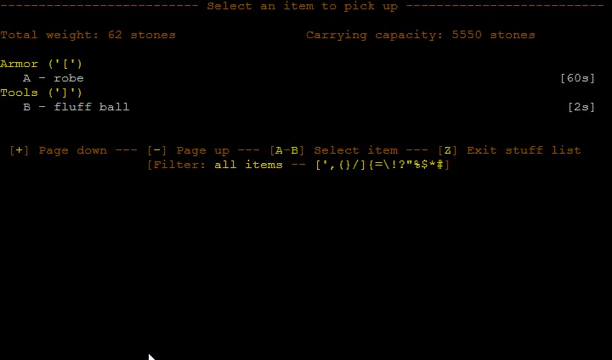 -------------------------- Select an item to pick up --------------------------
Total weight: 62 stones Carrying capacity: 5550 stones
Armor ('[')
A - robe [60s]
Tools (']')
B - fluff ball [2s]
[+] Page down --- [-] Page up --- [A-B] Select item --- [Z] Exit stuff list
[Filter: all items -- [',(}/]{=\!?"%$*#]